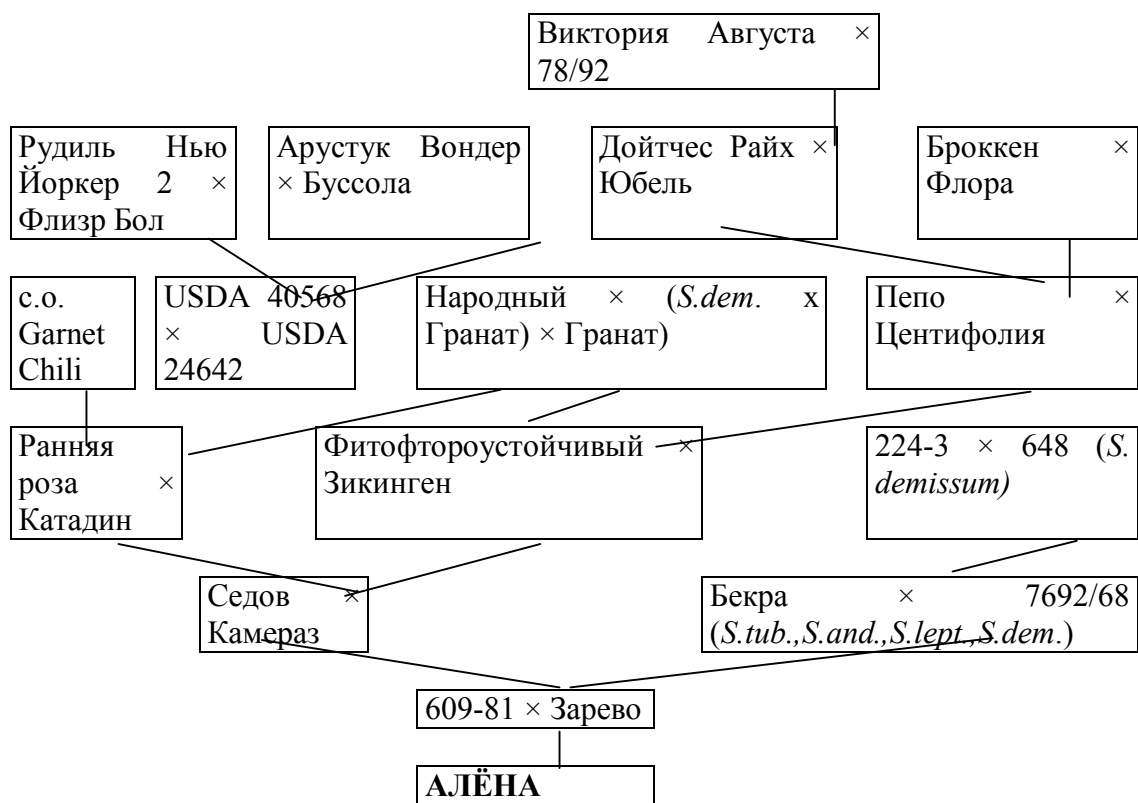 Виктория Августа ×
78/92
Рудиль Нью
Йоркер 2 ×
Флизр Бол
Арустук Вондер
× Буссола
Дойтчес Райх ×
Юбель
Броккен ×
Флора
с.о.
Garnet
Chili
USDA 40568
× USDA
24642
Народный × (S.dem. x
Гранат) × Гранат)
Пепо ×
Центифолия
Ранняя
роза ×
Катадин
Фитофтороустойчивый ×
Зикинген
224-3 × 648 (S.
demissum)
Седов ×
Камераз
Бекра × 7692/68
(S.tub.,S.and.,S.lept.,S.dem.)
609-81 × Зарево
АЛЁНА